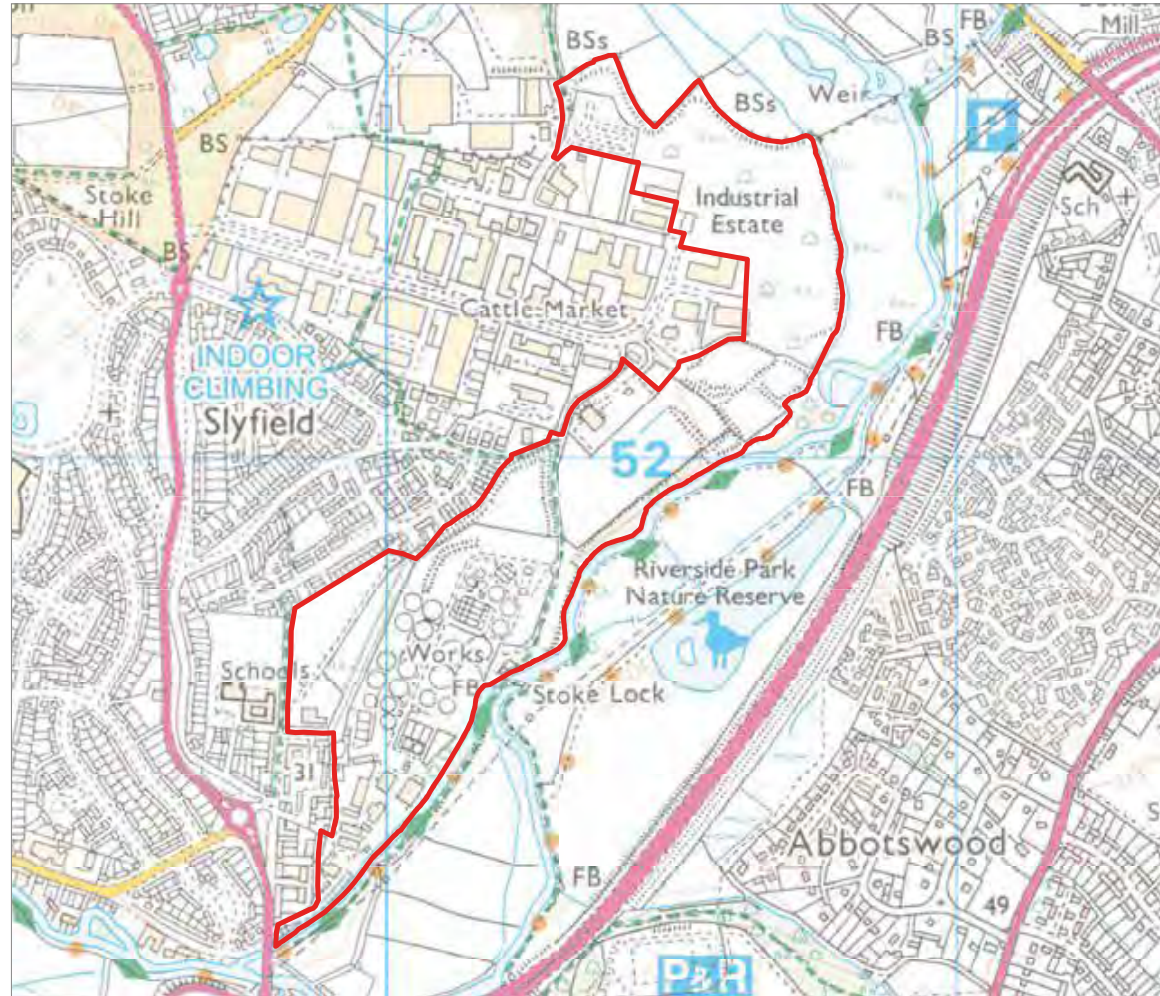 FB
Mill
BSs
BS
BSs
Weir
P
BS
Stoke
Hill
Industrial
Estate
Sch
BS
Cattle Market
FB
INDOOR
CLIMBING
Slyfield
52
FB
Riverside Park
Nature Reserve
Works
Schools
FB
Stoke Lock
31
Abbotswood
FB
49
P&R